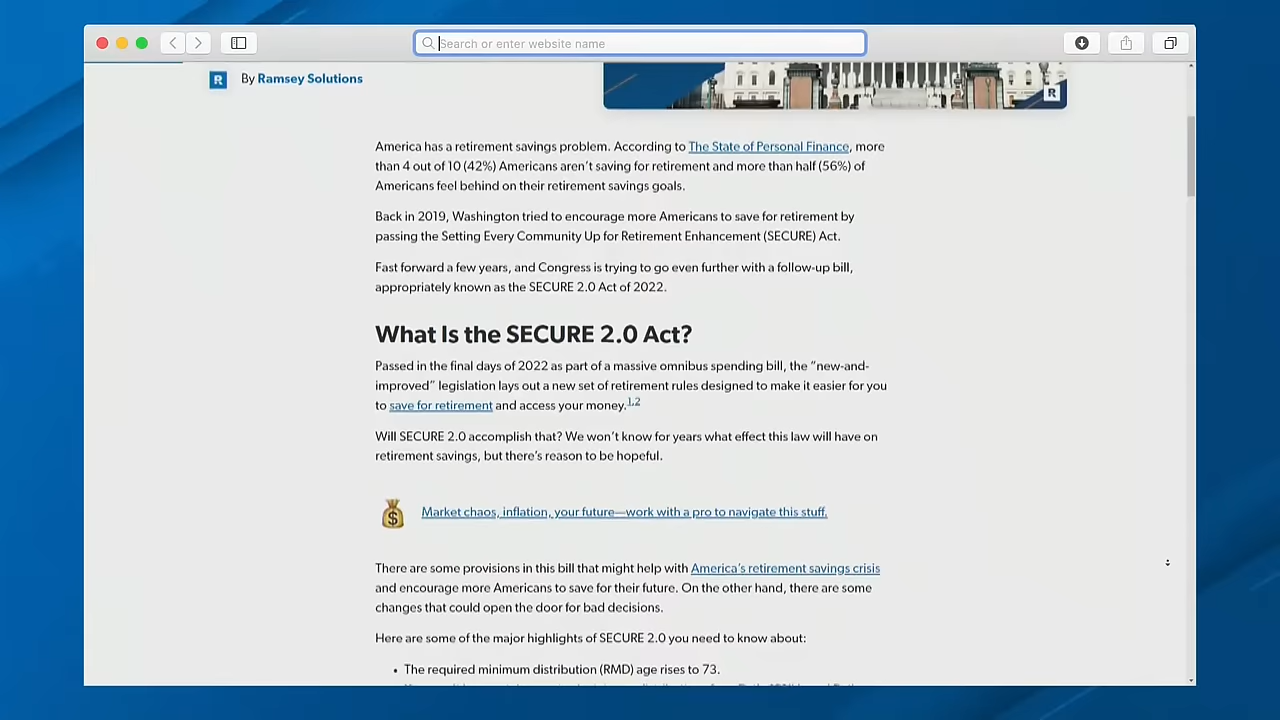 Search or enter website name
R
By Ramsey Solutions
R
America has a retirement savings problem. According to The State of Personal Finance, more
than 4 out of 10 (42%) Americans aren't saving for retirement and more than half (56%) of
Americans feel behind on their retirement savings goals.
Back in 2019, Washington tried to encourage more Americans to save for retirement by
passing the Setting Every Community Up for Retirement Enhancement (SECURE) Act.
Fast forward a few years, and Congress is trying to go even further with a follow-up bill,
appropriately known as the SECURE 2.0 Act of 2022.
What Is the SECURE 2.0 Act?
Passed in the final days of 2022 as part of a massive omnibus spending bill, the "new-and-
improved" legislation lays out a new set of retirement rules designed to make it easier for you
to save for retirement and access your money.1,2
Will SECURE 2.0 accomplish that? We won't know for years what effect this law will have on
retirement savings, but there's reason to be hopeful.
Market chaos, inflation, your future—work with a pro to navigate this stuff.
There are some provisions in this bill that might help with America's retirement savings crisis
and encourage more Americans to save for their future. On the other hand, there are some
changes that could open the door for bad decisions.
Here are some of the major highlights of SECURE 2.0 you need to know about:
• The required minimum distribution (RMD) age rises to 73.